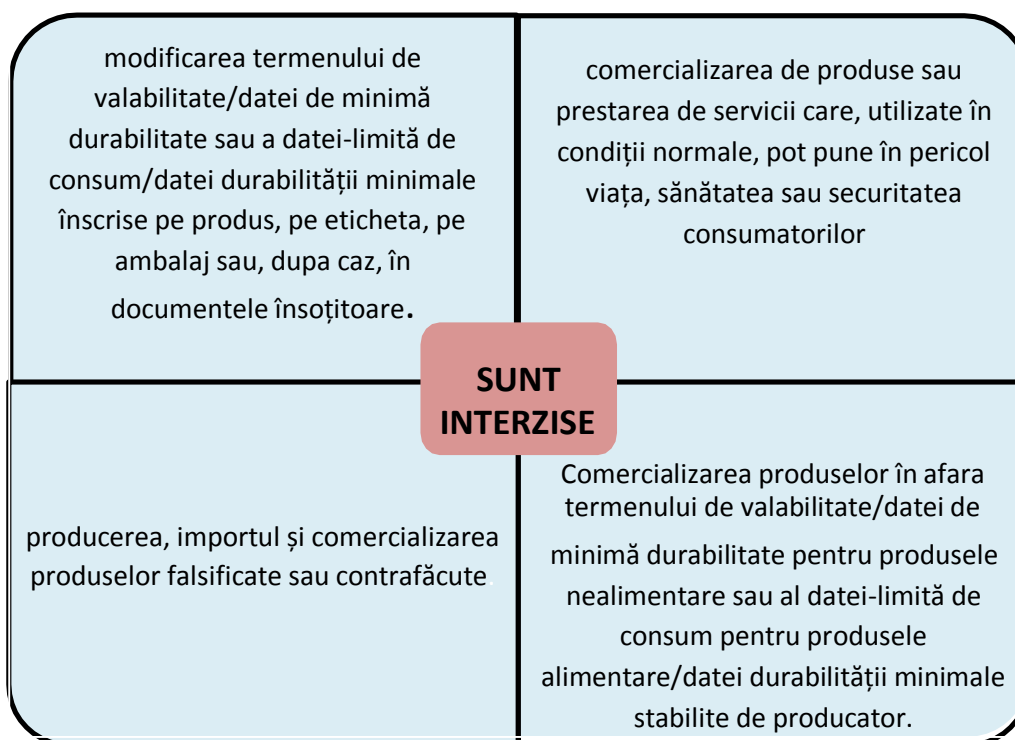 modificarea termenului de
valabilitate/datei de minimă
durabilitate sau a datei-limită de
consum/datei durabilității minimale
înscrise pe produs, pe eticheta, pe
ambalaj sau, dupa caz, în
documentele însoțitoare.
comercializarea de produse sau
prestarea de servicii care, utilizate în
condiții normale, pot pune în pericol
viața, sănătatea sau securitatea
consumatorilor
SUNT
INTERZISE
producerea, importul și comercializarea
produselor falsificate sau contrafăcute.
Comercializarea produselor în afara
termenului de valabilitate/datei de
minimă durabilitate pentru produsele
nealimentare sau al datei-limită de
consum pentru produsele
alimentare/datei durabilității minimale
stabilite de producator.